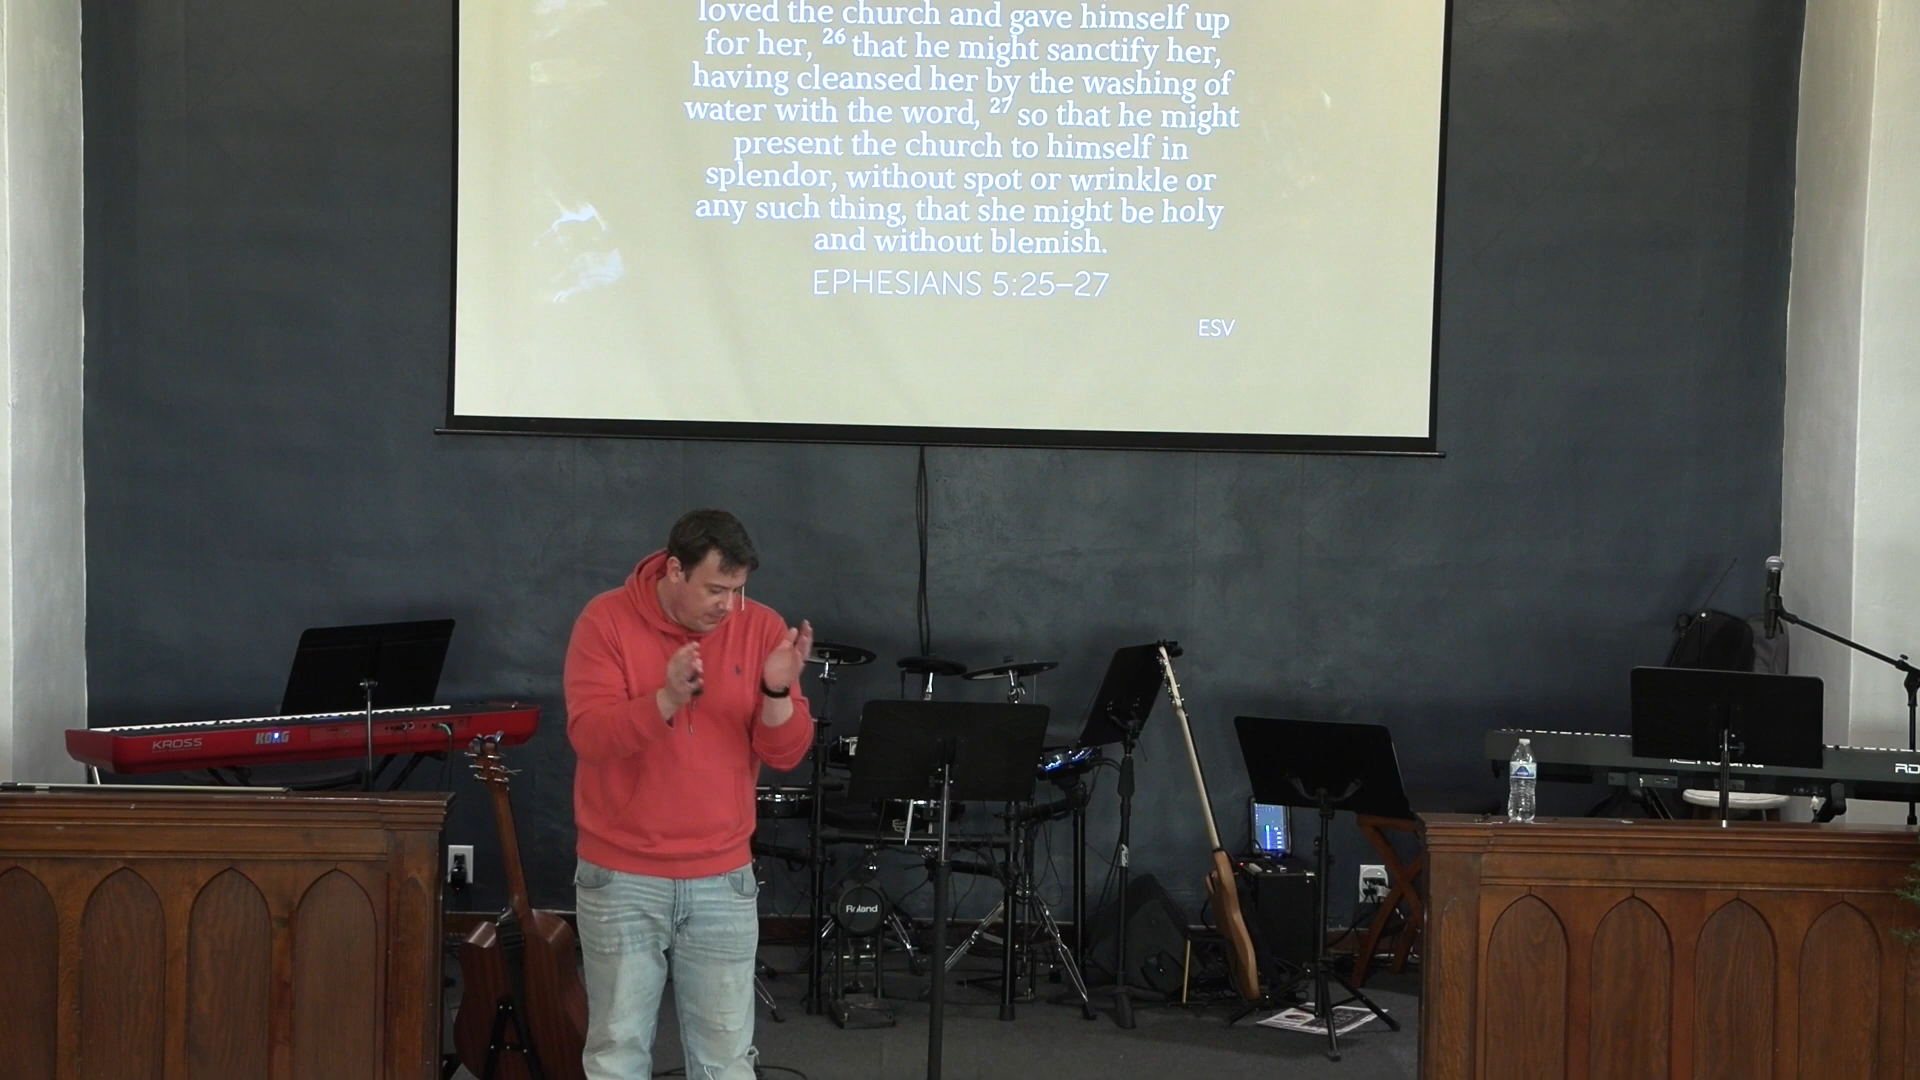 loved the church and gave himself up
for her, 26 that he might sanctify her,
having cleansed her by the washing of
water with the word, 27 so that he might
present the church to himself in
splendor, without spot or wrinkle or
any such thing, that she might be holy
and without blemish.
EPHESIANS 5:25–27
ESV
KROSS
KORG
Roland
RD